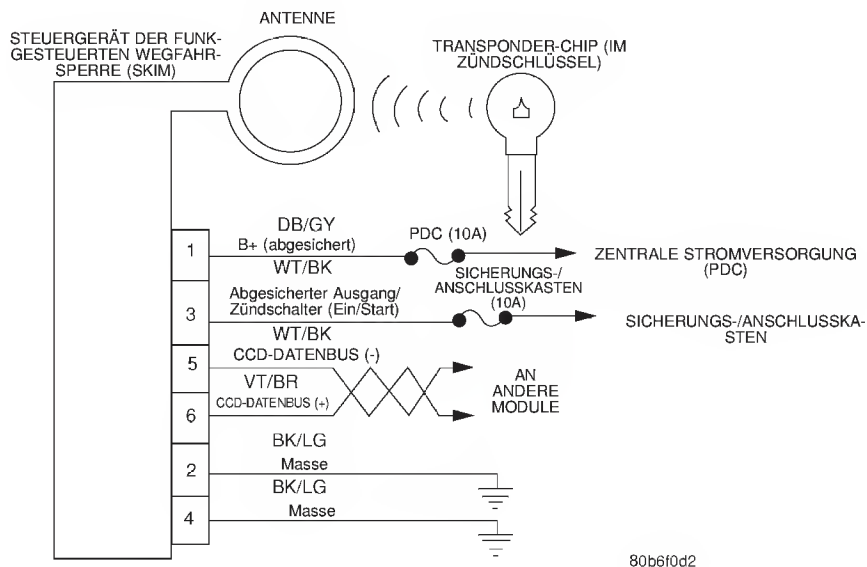 ANTENNE
STEUERGERÄT DER FUNK-
GESTEUERTEN WEGFAHR-
SPERRE (SKIM)
TRANSPONDER-CHIP (IM
ZÜNDSCHLÜSSEL)
DB/GY
1
B+ (abgesichert)
PDC (10A)
WT/BK
ZENTRALE STROMVERSORGUNG
(PDC)
SICHERUNGS-/
ANSCHLUSSKASTEN
(10A)
3
Abgesicherter Ausgang/
Zündschalter (Ein/Start)
WT/BK
SICHERUNGS-/ANSCHLUSSKA-
STEN
5
CCD-DATENBUS (-)
VT/BR
6
CCD-DATENBUS (+)
AN
ANDERE
MODULE
BK/LG
2
Masse
BK/LG
4
Masse
80b6f0d2